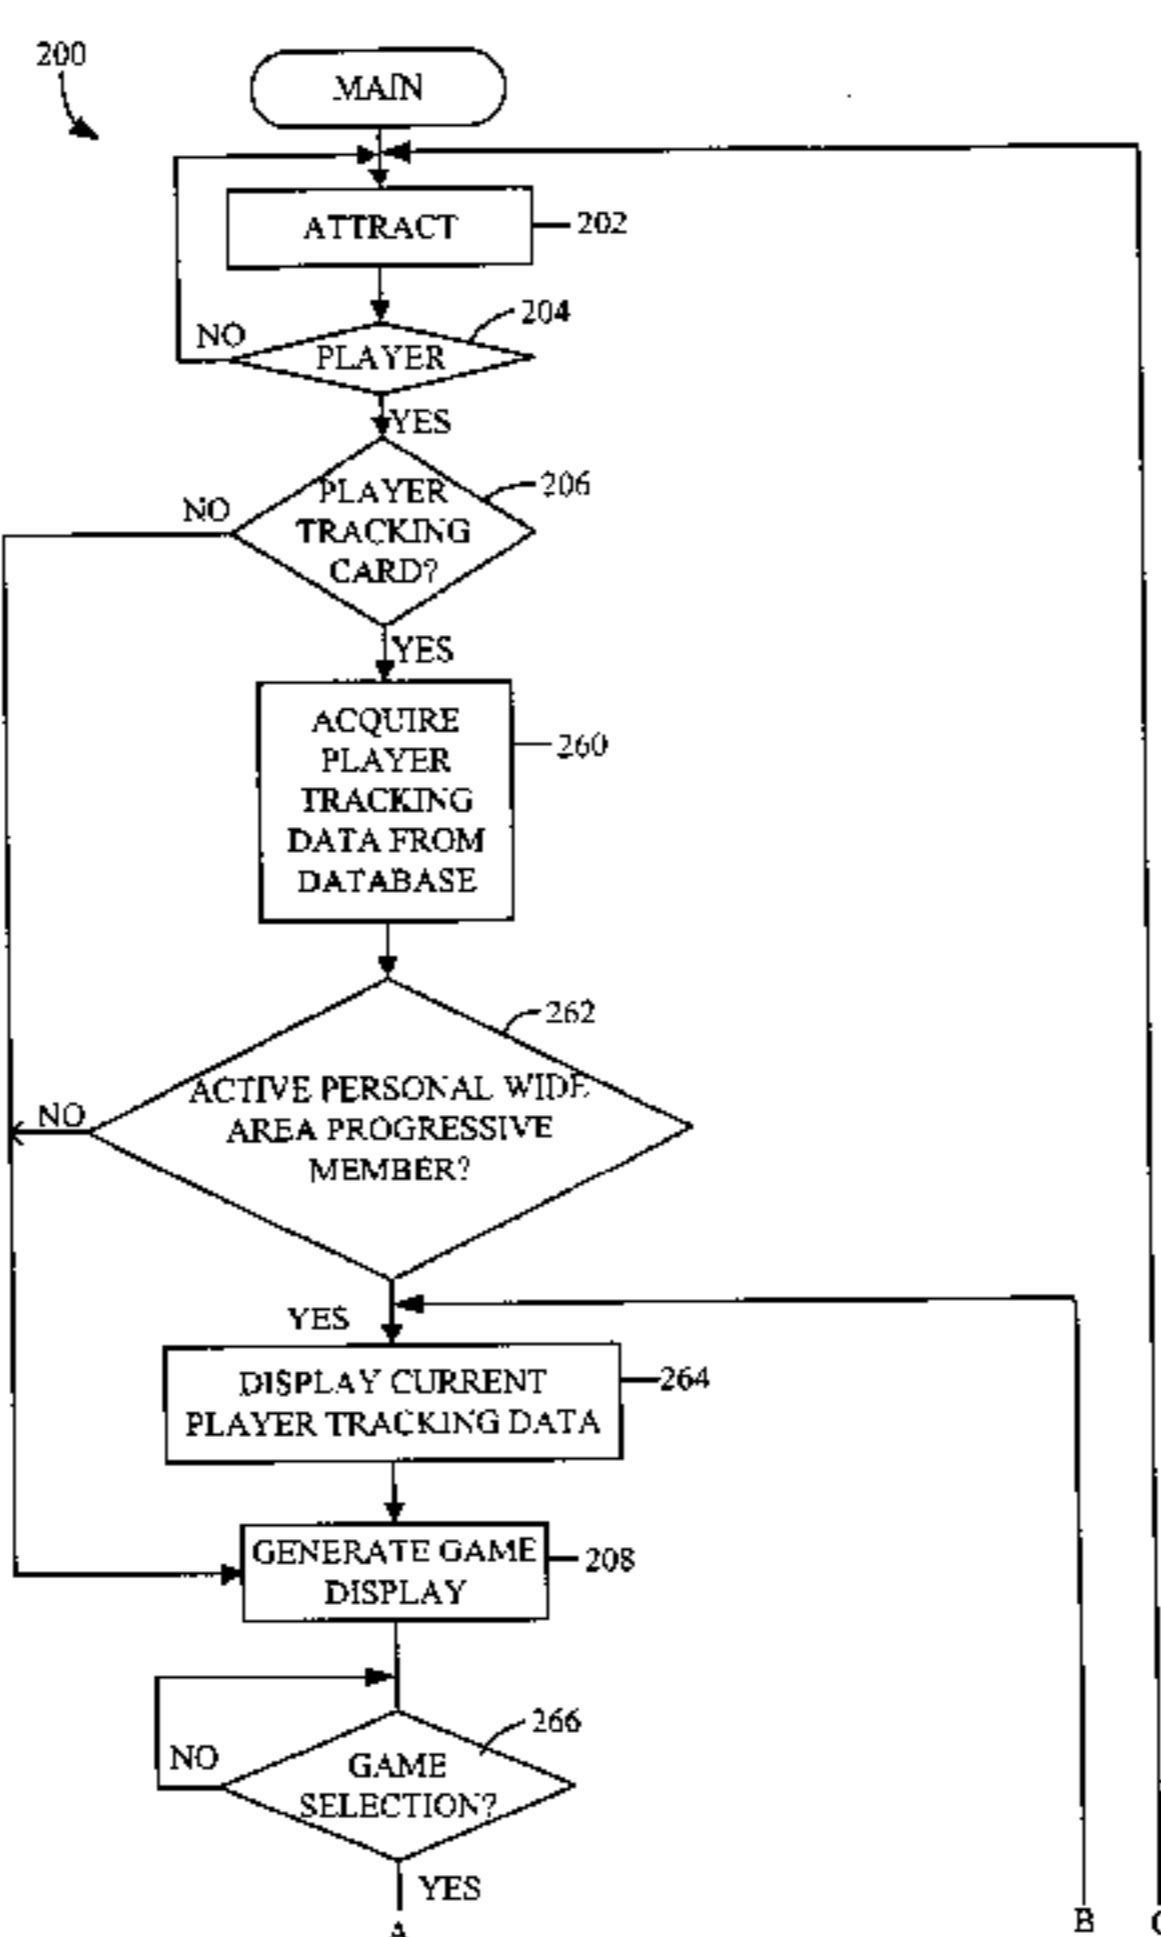 200
MAIN
ATTRACT
202
204
NO
PLAYER
YES
206
NO
PLAYER
TRACKING
CARD?
YES
ACQUIRE
PLAYER
TRACKING
DATA FROM
DATABASE
260
262
NO
ACTIVE PERSONAL WIDE
AREA PROGRESSIVE
MEMBER?
YES
DISPLAY CURRENT
PLAYER TRACKING DATA
264
GENERATE GAME
DISPLAY
208
266
NO
GAME
SELECTION?
YES
A
B